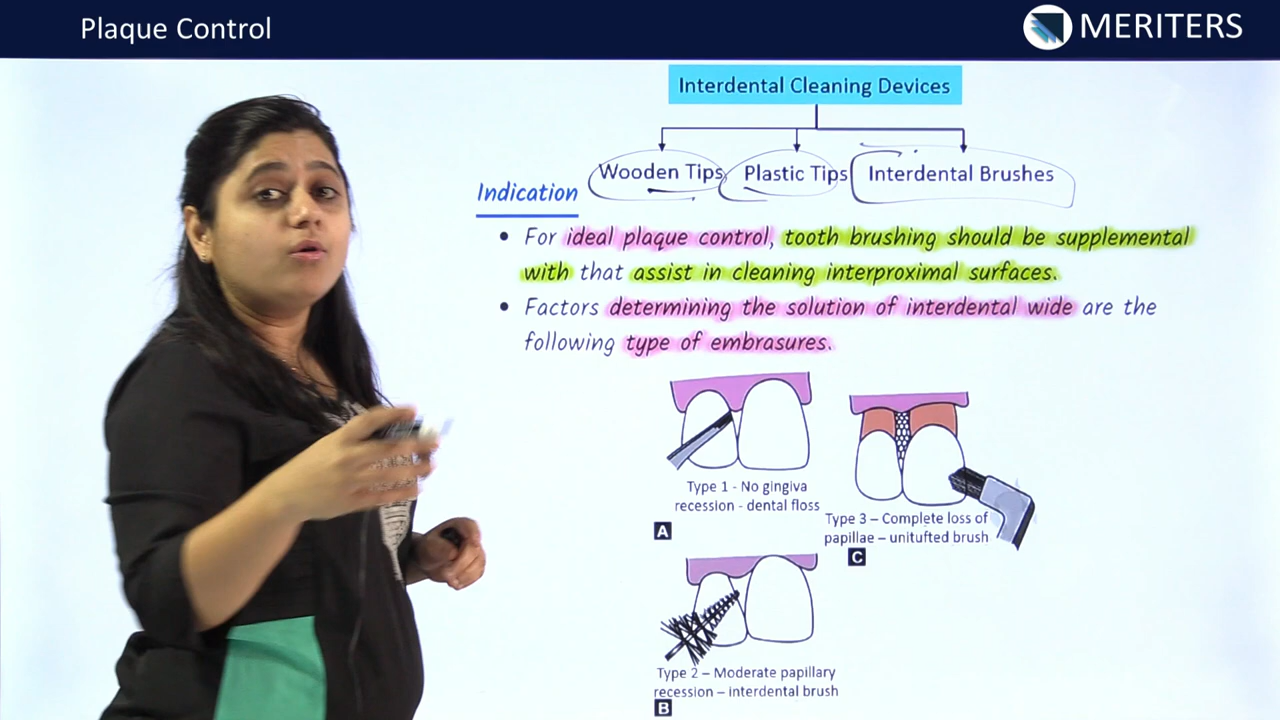 Plaque Control
MERITERS
Interdental Cleaning Devices
Wooden Tips
Plastic Tips
Interdental Brushes
Indication
• For ideal plaque control, tooth brushing should be supplemental
with that assist in cleaning interproximal surfaces.
• Factors determining the solution of interdental wide are the
following type of embrasures.
Type 1 - No gingiva
recession - dental floss
A
Type 3 – Complete loss of
papillae – unitufted brush
C
Type 2 – Moderate papillary
recession – interdental brush
B